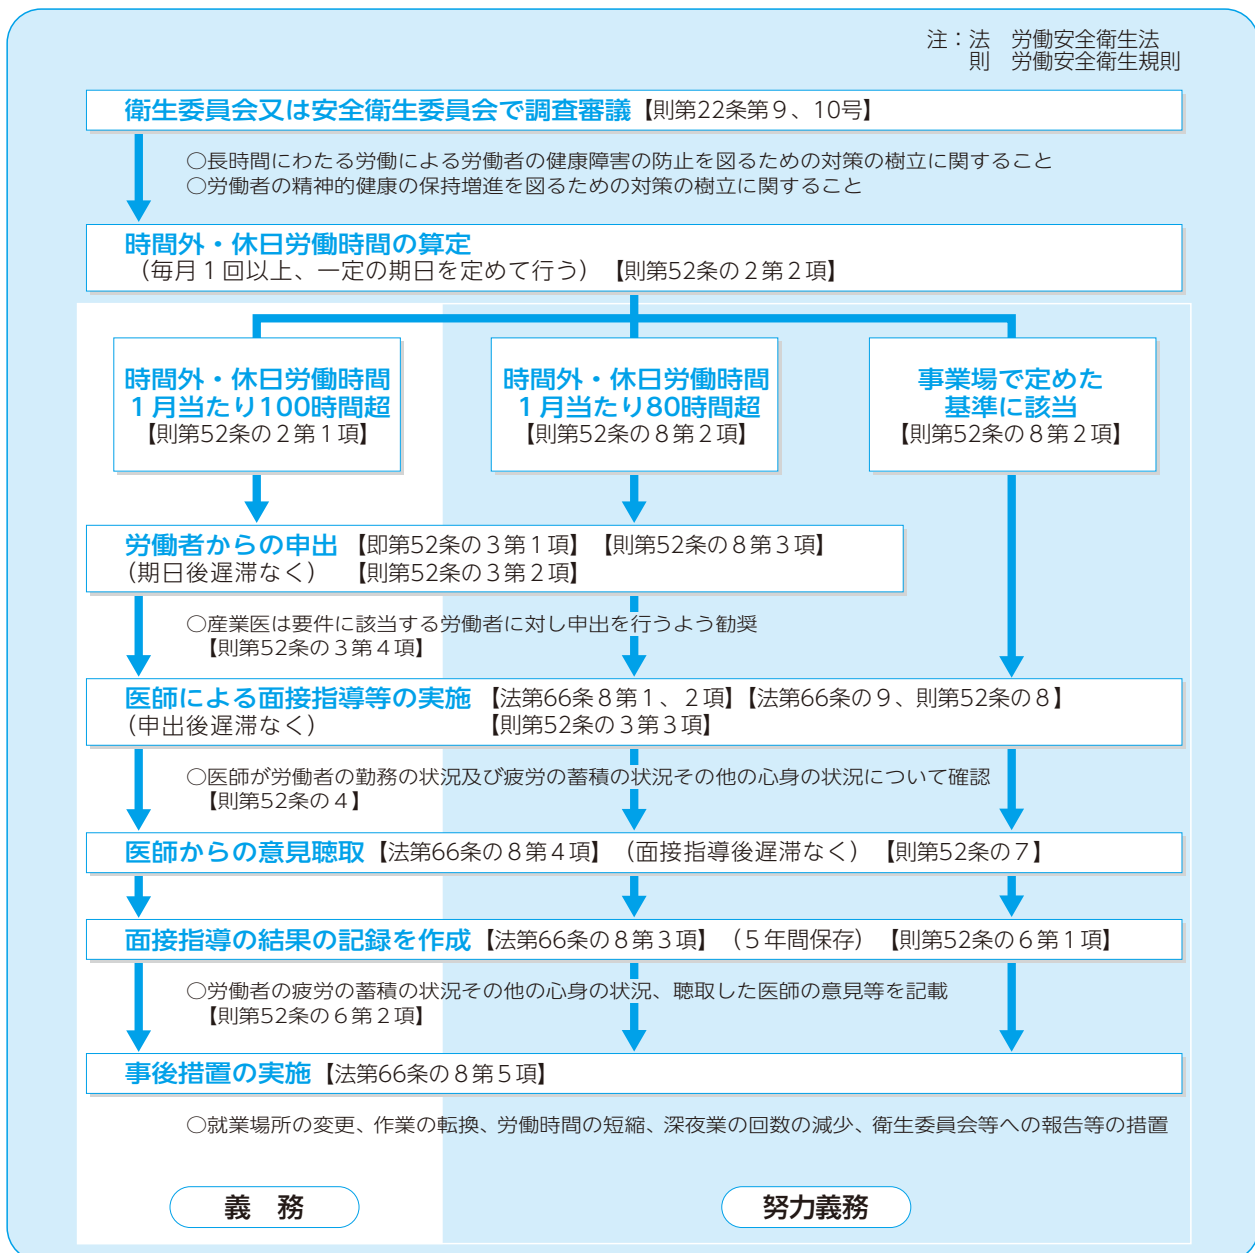 注：法　労働安全衛生法
則　労働安全衛生規則
衛生委員会又は安全衛生委員会で調査審議【則第22条第９、10号】
○長時間にわたる労働による労働者の健康障害の防止を図るための対策の樹立に関すること
○労働者の精神的健康の保持増進を図るための対策の樹立に関すること
時間外・休日労働時間の算定
（毎月１回以上、一定の期日を定めて行う）【則第52条の２第２項】
時間外・休日労働時間
１月当たり100時間超
【則第52条の２第１項】
時間外・休日労働時間
１月当たり80時間超
【則第52条の８第２項】
事業場で定めた
基準に該当
【則第52条の８第２項】
労働者からの申出【即第52条の３第１項】【則第52条の８第３項】
（期日後遅滞なく）【則第52条の３第２項】
○産業医は要件に該当する労働者に対し申出を行うよう勧奨
【則第52条の３第４項】
医師による面接指導等の実施【法第66条８第１、２項】【法第66条の９、則第52条の８】
（申出後遅滞なく）【則第52条の３第３項】
○医師が労働者の勤務の状況及び疲労の蓄積の状況その他の心身の状況について確認
【則第52条の４】
医師からの意見聴取【法第66条の８第４項】（面接指導後遅滞なく）【則第52条の７】
面接指導の結果の記録を作成【法第66条の８第３項】（５年間保存）【則第52条の６第１項】
○労働者の疲労の蓄積の状況その他の心身の状況、聴取した医師の意見等を記載
【則第52条の６第２項】
事後措置の実施【法第66条の８第５項】
○就業場所の変更、作業の転換、労働時間の短縮、深夜業の回数の減少、衛生委員会等への報告等の措置
義　務
努力義務